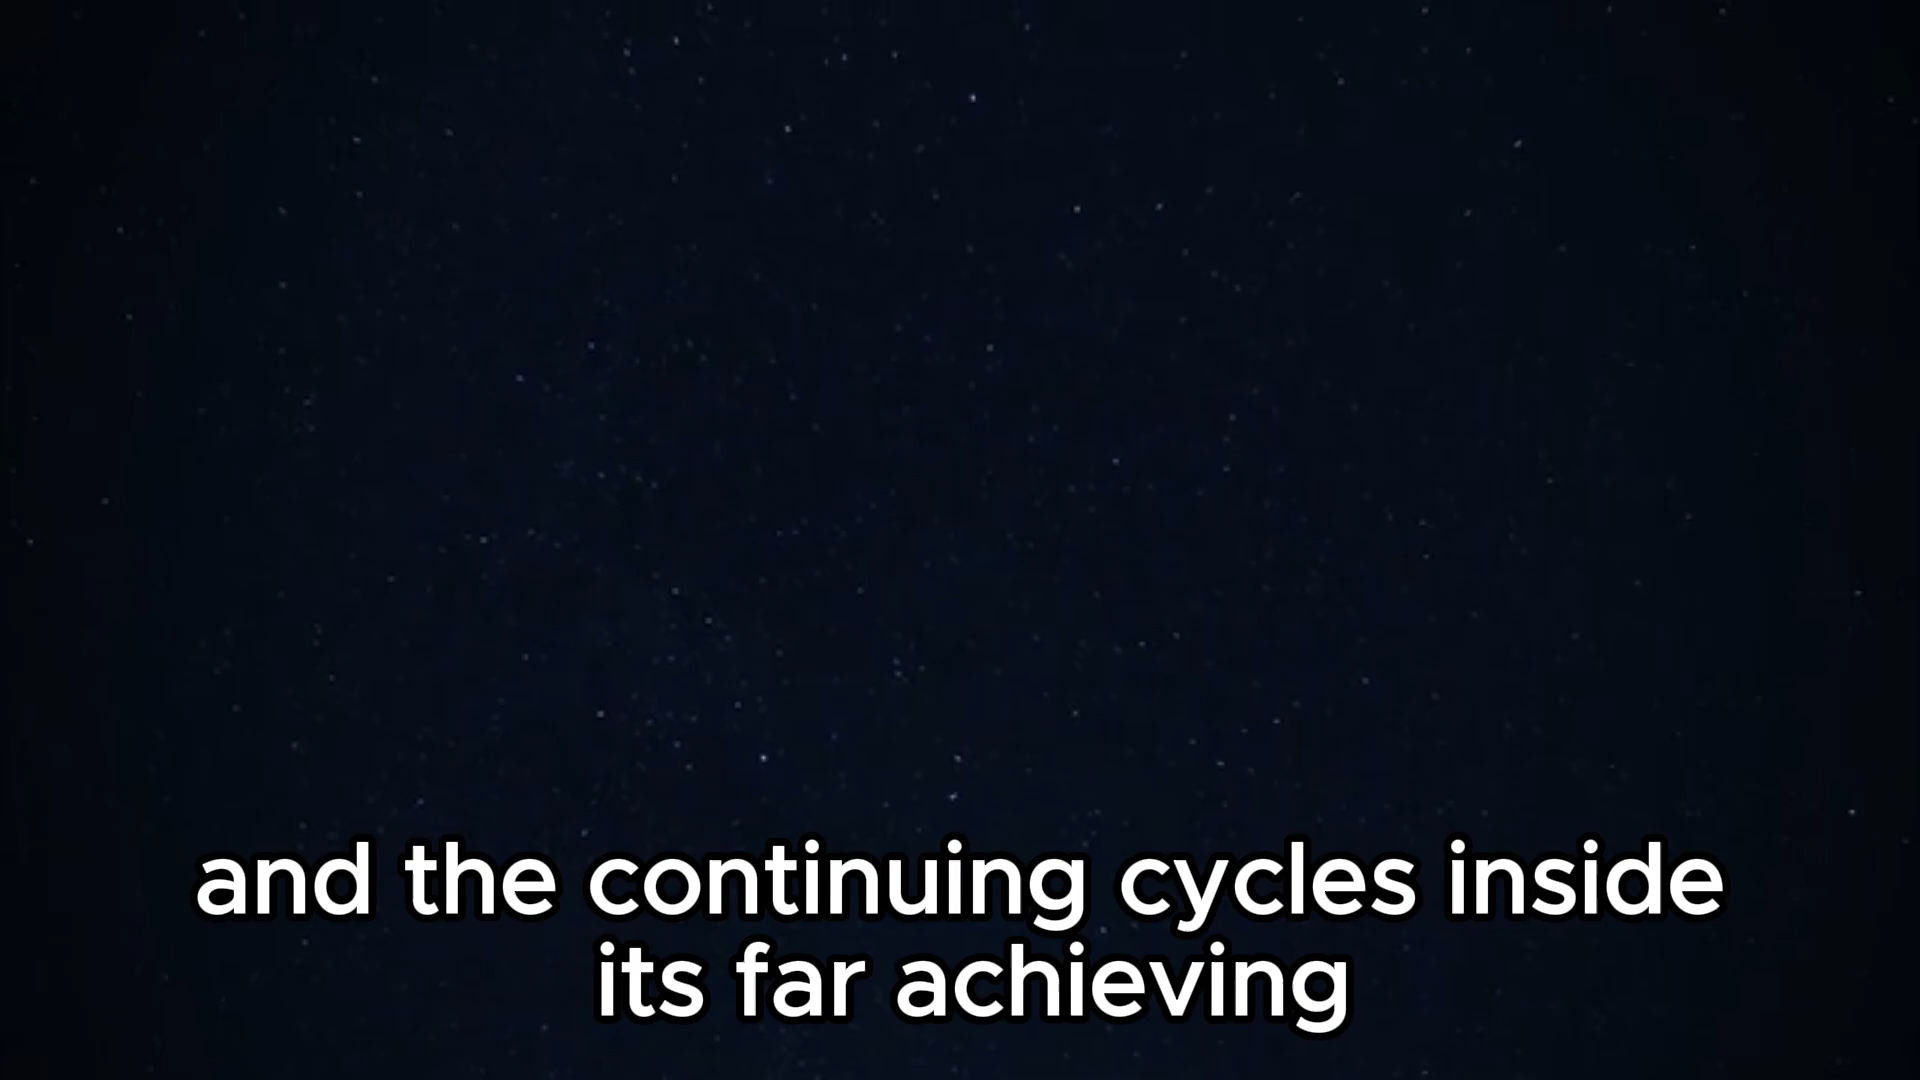 and the continuing cycles inside
its far achieving